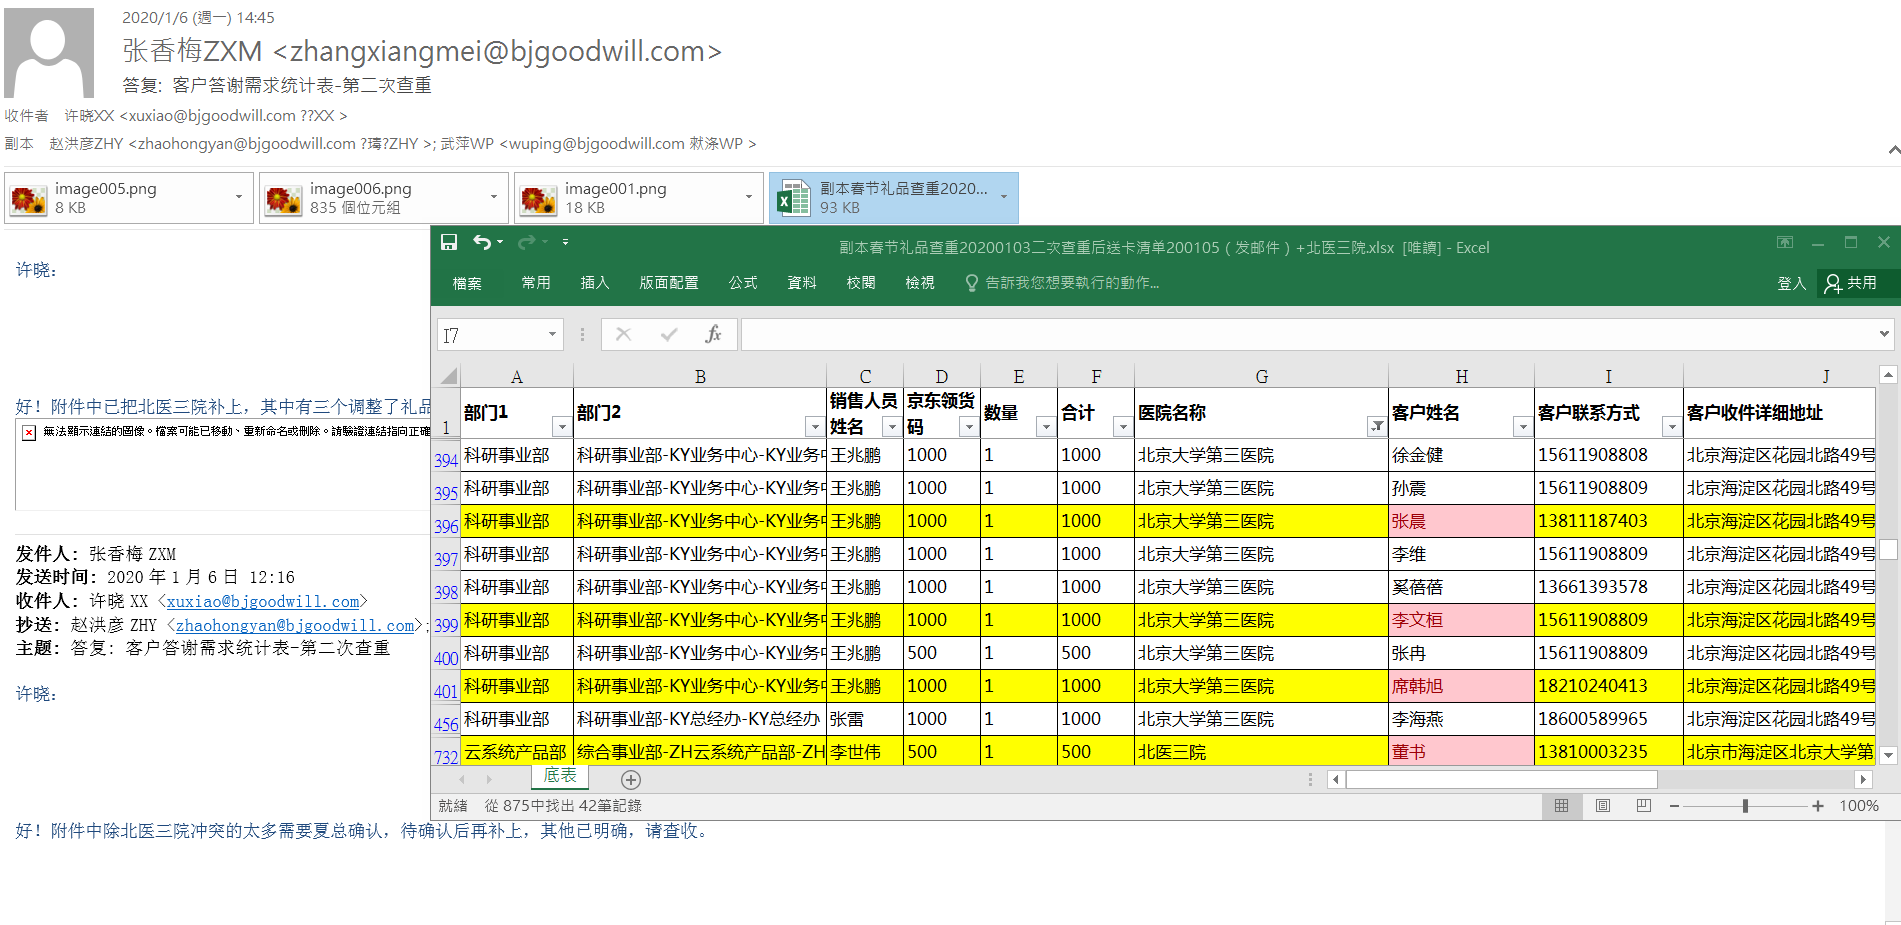 2020/1/6 (週一) 14:45
张香梅ZXM <zhangxiangmei@bjgoodwill.com>
答复: 客户答谢需求统计表-第二次查重
收件者 许晓XX <xuxiao@bjgoodwill.com ??XX >
副本 赵洪彦ZHY <zhaohongyan@bjgoodwill.com ?璹?ZHY >; 武萍WP <wuping@bjgoodwill.com 敹涤WP >
image005.png
8 KB
image006.png
835 個位元組
image001.png
18 KB
副本春节礼品查重2020...
93 KB
许晓：
好！附件中已把北医三院补上，其中有三个调整了礼品
無法顯示連結的圖像。檔案可能已移動、重新命名或刪除。請驗證連結指向正確
发件人：张香梅 ZXM
发送时间：2020 年 1 月 6 日 12:16
收件人：许晓 XX <xuxiao@bjgoodwill.com>
抄送：赵洪彦 ZHY <zhaohongyan@bjgoodwill.com>;
主题：答复: 客户答谢需求统计表-第二次查重
许晓：
好！附件中除北医三院冲突的太多需要夏总确认，待确认后再补上，其他已明确，请查收。
副本春节礼品查重20200103二次查重后送卡清单200105（发邮件）+北医三院.xlsx [唯讀] - Excel
檔案 常用 插入 版面配置 公式 資料 校閱 檢視 告訴我您想要執行的動作... 登入 共用
I7 fx
A B C D E F G H I J
1 部门1 部门2 销售人员姓名 京东领货码 数量 合计 医院名称 客户姓名 客户联系方式 客户收件详细地址
394 科研事业部 科研事业部-KY业务中心-KY业务中 王兆鹏 1000 1 1000 北京大学第三医院 徐金健 15611908808 北京海淀区花园北路49号
395 科研事业部 科研事业部-KY业务中心-KY业务中 王兆鹏 1000 1 1000 北京大学第三医院 孙震 15611908809 北京海淀区花园北路49号
396 科研事业部 科研事业部-KY业务中心-KY业务中 王兆鹏 1000 1 1000 北京大学第三医院 张晨 13811187403 北京海淀区花园北路49号
397 科研事业部 科研事业部-KY业务中心-KY业务中 王兆鹏 1000 1 1000 北京大学第三医院 李维 15611908809 北京海淀区花园北路49号
398 科研事业部 科研事业部-KY业务中心-KY业务中 王兆鹏 1000 1 1000 北京大学第三医院 奚蓓蓓 13661393578 北京海淀区花园北路49号
399 科研事业部 科研事业部-KY业务中心-KY业务中 王兆鹏 1000 1 1000 北京大学第三医院 李文桓 15611908809 北京海淀区花园北路49号
400 科研事业部 科研事业部-KY业务中心-KY业务中 王兆鹏 500 1 500 北京大学第三医院 张冉 15611908809 北京海淀区花园北路49号
401 科研事业部 科研事业部-KY业务中心-KY业务中 王兆鹏 1000 1 1000 北京大学第三医院 席韩旭 18210240413 北京海淀区花园北路49号
456 科研事业部 科研事业部-KY总经办-KY总经办 张雷 1000 1 1000 北京大学第三医院 李海燕 18600589965 北京海淀区花园北路49号
732 云系统产品部 综合事业部-ZH云系统产品部-ZH 李世伟 500 1 500 北医三院 董书 13810003235 北京市海淀区北京大学第
底表
就緒 從 875中找出 42筆記錄 100%